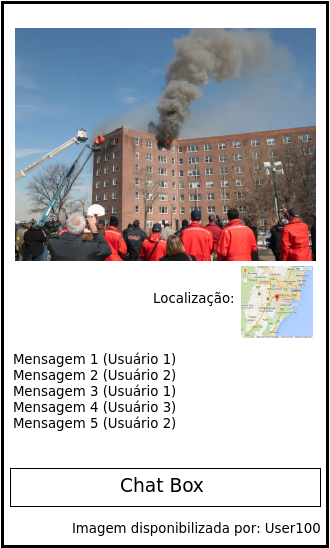 Localização:
Mensagem 1 (Usuário 1)
Mensagem 2 (Usuário 2)
Mensagem 3 (Usuário 1)
Mensagem 4 (Usuário 3)
Mensagem 5 (Usuário 2)
Chat Box
Imagem disponibilizada por: User100